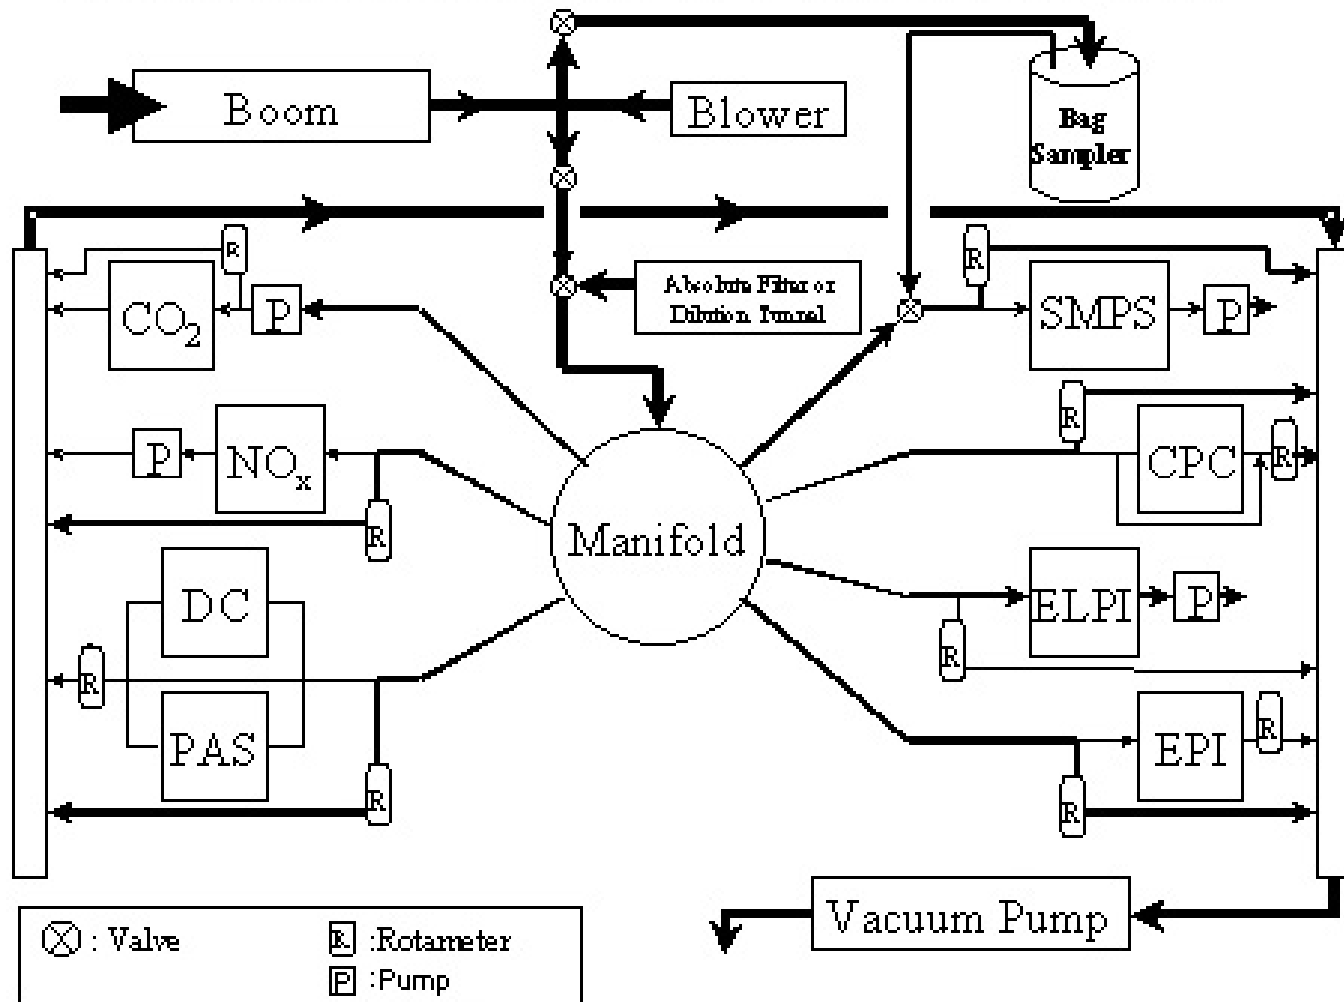 Boom
Blower
Bag
Sampler
R
R
Absolute Filter or
Dilution Tunnel
CO2
P
SMPS
P
R
P
NOx
CPC
R
R
Manifold
DC
ELPI
P
R
R
PAS
R
EPI
R
R
Vacuum Pump
: Valve
R :Rotameter
P :Pump